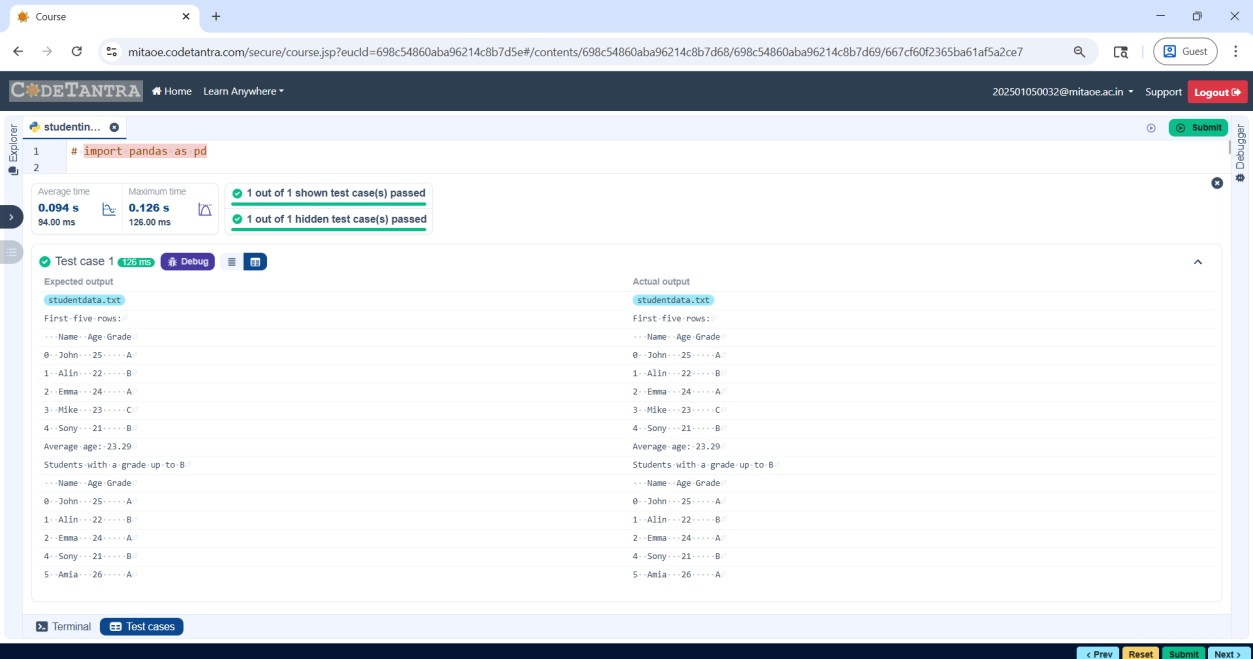 Course
mitaoe.codetantra.com/secure/course.jsp?eucId=698c54860aba96214c8b7d5e#/contents/698c54860aba96214c8b7d68/698c54860aba96214c8b7d69/667cf60f2365ba61af5a2ce7
Guest
CODETANTRA Home Learn Anywhere 202501050032@mitaoe.ac.in Support Logout
Explorer
studentin... Submit
Debugger
1 # import pandas as pd
2
Average time Maximum time
0.094 s 0.126 s
94.00 ms 126.00 ms
1 out of 1 shown test case(s) passed
1 out of 1 hidden test case(s) passed
Test case 1 126 ms Debug
Expected output Actual output
studentdata.txt studentdata.txt
First·five·rows: First·five·rows:
···Name··Age·Grade ···Name··Age·Grade
0··John···25·····A 0··John···25·····A
1··Alin···22·····B 1··Alin···22·····B
2··Emma···24·····A 2··Emma···24·····A
3··Mike···23·····C 3··Mike···23·····C
4··Sony···21·····B 4··Sony···21·····B
Average·age:·23.29 Average·age:·23.29
Students·with·a·grade·up·to·B Students·with·a·grade·up·to·B
···Name··Age·Grade ···Name··Age·Grade
0··John···25·····A 0··John···25·····A
1··Alin···22·····B 1··Alin···22·····B
2··Emma···24·····A 2··Emma···24·····A
4··Sony···21·····B 4··Sony···21·····B
5··Amia···26·····A 5··Amia···26·····A
Terminal Test cases
< Prev Reset Submit Next >